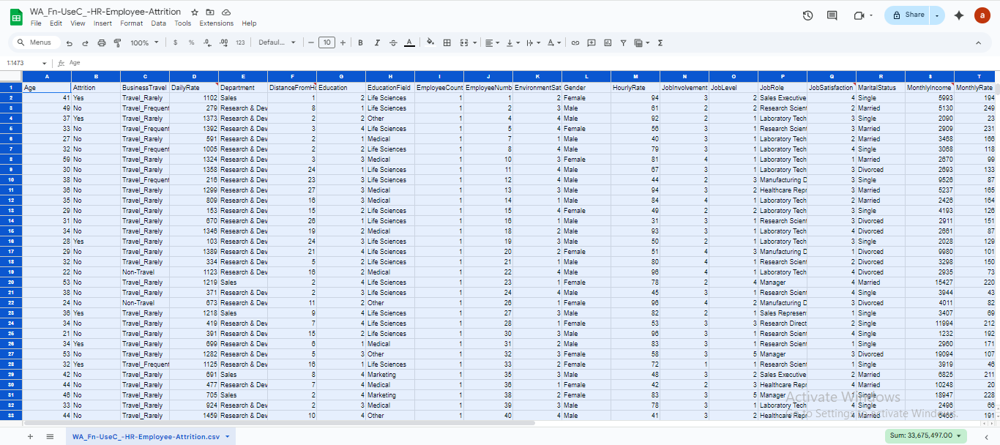 WA_Fn-UseC_-HR-Employee-Attrition
File Edit View Insert Format Data Tools Extensions Help
Share a
Menus 100% $ % .0 .00 123 Defaul... 10 B I A Σ
1:1473 fx Age
A B C D E F G H I J K L M N O P Q R S T
1 Age Attrition BusinessTravel DailyRate Department DistanceFromHo Education EducationField EmployeeCount EmployeeNumb EnvironmentSat Gender HourlyRate JobInvolvement JobLevel JobRole JobSatisfaction MaritalStatus MonthlyIncome MonthlyRate
2 41 Yes Travel_Rarely 1102 Sales 1 2 Life Sciences 1 1 2 Female 94 3 2 Sales Executive 4 Single 5993 194
3 49 No Travel_Frequent 279 Research & Dev 8 1 Life Sciences 1 2 3 Male 61 2 2 Research Scient 2 Married 5130 249
4 37 Yes Travel_Rarely 1373 Research & Dev 2 2 Other 1 4 4 Male 92 2 1 Laboratory Tech 3 Single 2090 23
5 33 No Travel_Frequent 1392 Research & Dev 3 4 Life Sciences 1 5 4 Female 56 3 1 Research Scient 3 Married 2909 231
6 27 No Travel_Rarely 591 Research & Dev 2 1 Medical 1 7 1 Male 40 3 1 Laboratory Tech 2 Married 3468 166
7 32 No Travel_Frequent 1005 Research & Dev 2 2 Life Sciences 1 8 4 Male 79 3 1 Laboratory Tech 4 Single 3068 118
8 59 No Travel_Rarely 1324 Research & Dev 3 3 Medical 1 10 3 Female 81 4 1 Laboratory Tech 1 Married 2670 99
9 30 No Travel_Rarely 1358 Research & Dev 24 1 Life Sciences 1 11 4 Male 67 3 1 Laboratory Tech 3 Divorced 2693 133
10 38 No Travel_Frequent 216 Research & Dev 23 3 Life Sciences 1 12 4 Male 44 2 3 Manufacturing D 3 Single 9526 87
11 36 No Travel_Rarely 1299 Research & Dev 27 3 Medical 1 13 3 Male 94 3 2 Healthcare Repr 3 Married 5237 165
12 35 No Travel_Rarely 809 Research & Dev 16 3 Medical 1 14 1 Male 84 4 1 Laboratory Tech 2 Married 2426 164
13 29 No Travel_Rarely 153 Research & Dev 15 2 Life Sciences 1 15 4 Female 49 2 2 Laboratory Tech 3 Single 4193 126
14 31 No Travel_Rarely 670 Research & Dev 26 1 Life Sciences 1 16 1 Male 31 3 1 Research Scient 3 Divorced 2911 151
15 34 No Travel_Rarely 1346 Research & Dev 19 2 Medical 1 18 2 Male 93 3 1 Laboratory Tech 4 Divorced 2661 87
16 28 Yes Travel_Rarely 103 Research & Dev 24 3 Life Sciences 1 19 3 Male 50 2 1 Laboratory Tech 3 Single 2028 129
17 29 No Travel_Rarely 1389 Research & Dev 21 4 Life Sciences 1 20 2 Female 51 4 3 Manufacturing D 1 Divorced 9980 101
18 32 No Travel_Rarely 334 Research & Dev 5 2 Life Sciences 1 21 1 Male 80 4 1 Research Scient 2 Divorced 3298 150
19 22 No Non-Travel 1123 Research & Dev 16 2 Medical 1 22 4 Male 96 4 1 Laboratory Tech 4 Divorced 2935 73
20 53 No Travel_Rarely 1219 Sales 2 4 Life Sciences 1 23 1 Female 78 2 4 Manager 4 Married 15427 220
21 38 No Travel_Rarely 371 Research & Dev 2 3 Life Sciences 1 24 4 Male 45 3 1 Research Scient 4 Single 3944 43
22 24 No Non-Travel 673 Research & Dev 11 2 Other 1 26 1 Female 96 4 2 Manufacturing D 3 Divorced 4011 82
23 36 Yes Travel_Rarely 1218 Sales 9 4 Life Sciences 1 27 3 Male 82 2 1 Sales Represen 1 Single 3407 69
24 34 No Travel_Rarely 419 Research & Dev 7 4 Life Sciences 1 28 1 Female 53 3 3 Research Direct 2 Single 11994 212
25 21 No Travel_Rarely 391 Research & Dev 15 2 Life Sciences 1 30 3 Male 96 3 1 Research Scient 4 Single 1232 192
26 34 Yes Travel_Rarely 699 Research & Dev 6 1 Medical 1 31 2 Male 83 3 1 Research Scient 1 Single 2960 171
27 53 No Travel_Rarely 1282 Research & Dev 5 3 Other 1 32 3 Female 58 3 5 Manager 3 Divorced 19094 107
28 32 Yes Travel_Frequent 1125 Research & Dev 16 1 Life Sciences 1 33 2 Female 72 1 1 Research Scient 1 Single 3919 46
29 42 No Travel_Rarely 691 Sales 8 4 Marketing 1 35 3 Male 48 3 2 Sales Executive 2 Married 6825 211
30 44 No Travel_Rarely 477 Research & Dev 7 4 Medical 1 36 1 Female 42 2 3 Healthcare Repr 4 Married 10248 20
31 46 No Travel_Rarely 705 Sales 2 4 Marketing 1 38 2 Female 83 3 5 Manager 1 Single 18947 228
32 33 No Travel_Rarely 924 Research & Dev 2 3 Medical 1 39 3 Male 78 3 1 Laboratory Tech 4 Single 2496 66
33 44 No Travel_Rarely 1459 Research & Dev 10 4 Other 1 40 4 Male 41 3 2 Healthcare Repr 4 Married 6465 191
Activate Windows
Go to Settings to activate Windows.
WA_Fn-UseC_-HR-Employee-Attrition.csv Sum: 33,675,497.00